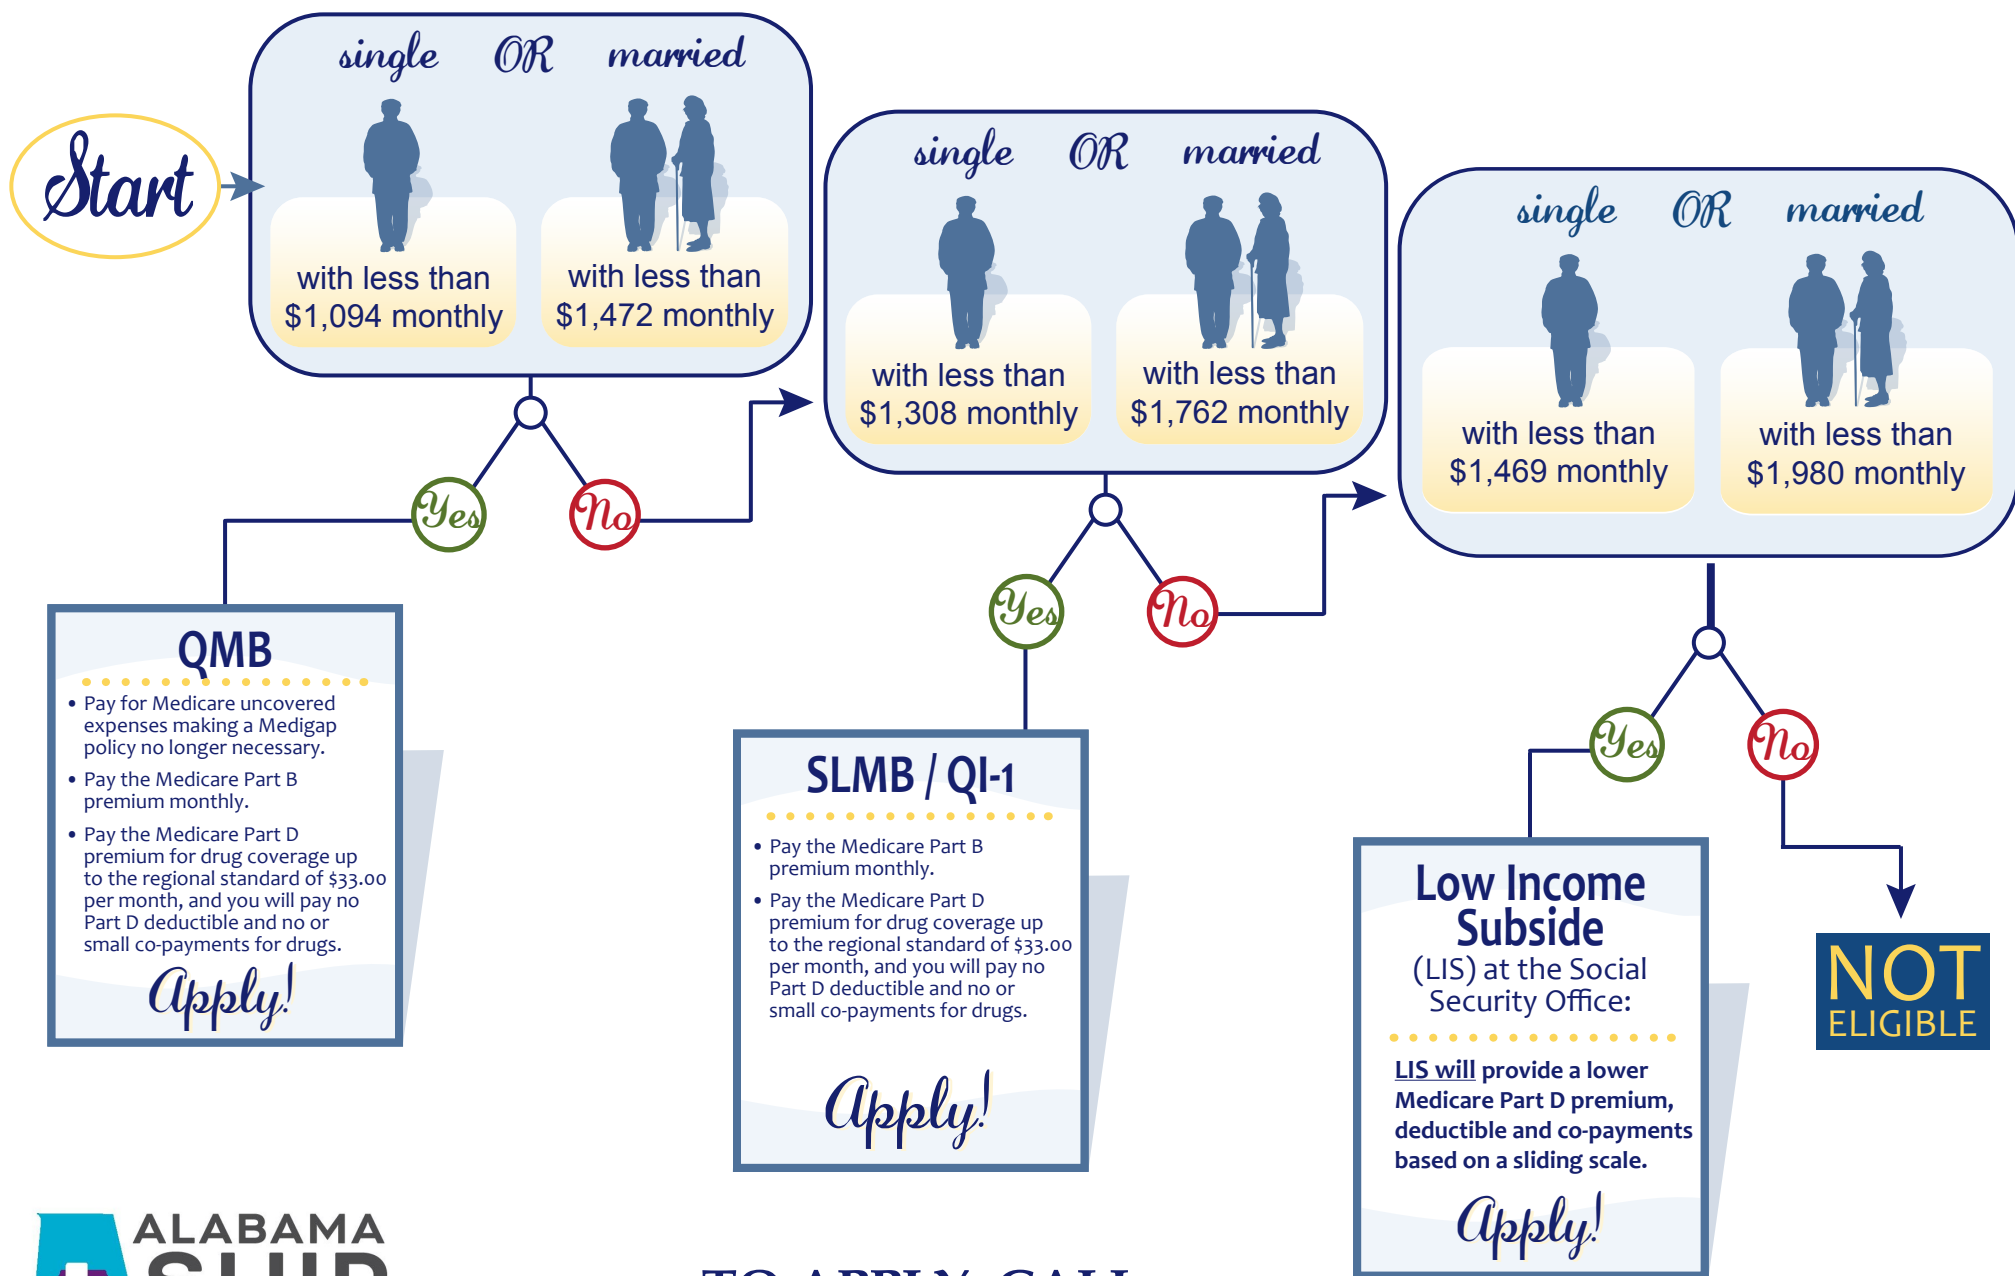 Start
single OR married
with less than
$1,094 monthly
with less than
$1,472 monthly
Yes
No
QMB
• Pay for Medicare uncovered
expenses making a Medigap
policy no longer necessary.
• Pay the Medicare Part B
premium monthly.
• Pay the Medicare Part D
premium for drug coverage up
to the regional standard of $33.00
per month, and you will pay no
Part D deductible and no or
small co-payments for drugs.
Apply!
single OR married
with less than
$1,308 monthly
with less than
$1,762 monthly
Yes
No
SLMB / QI-1
• Pay the Medicare Part B
premium monthly.
• Pay the Medicare Part D
premium for drug coverage up
to the regional standard of $33.00
per month, and you will pay no
Part D deductible and no or
small co-payments for drugs.
Apply!
single OR married
with less than
$1,469 monthly
with less than
$1,980 monthly
Yes
No
Low Income
Subside
(LIS) at the Social
Security Office:
LIS will provide a lower
Medicare Part D premium,
deductible and co-payments
based on a sliding scale.
Apply!
NOT
ELIGIBLE
ALABAMA
SHIP
TO APPLY, CALL